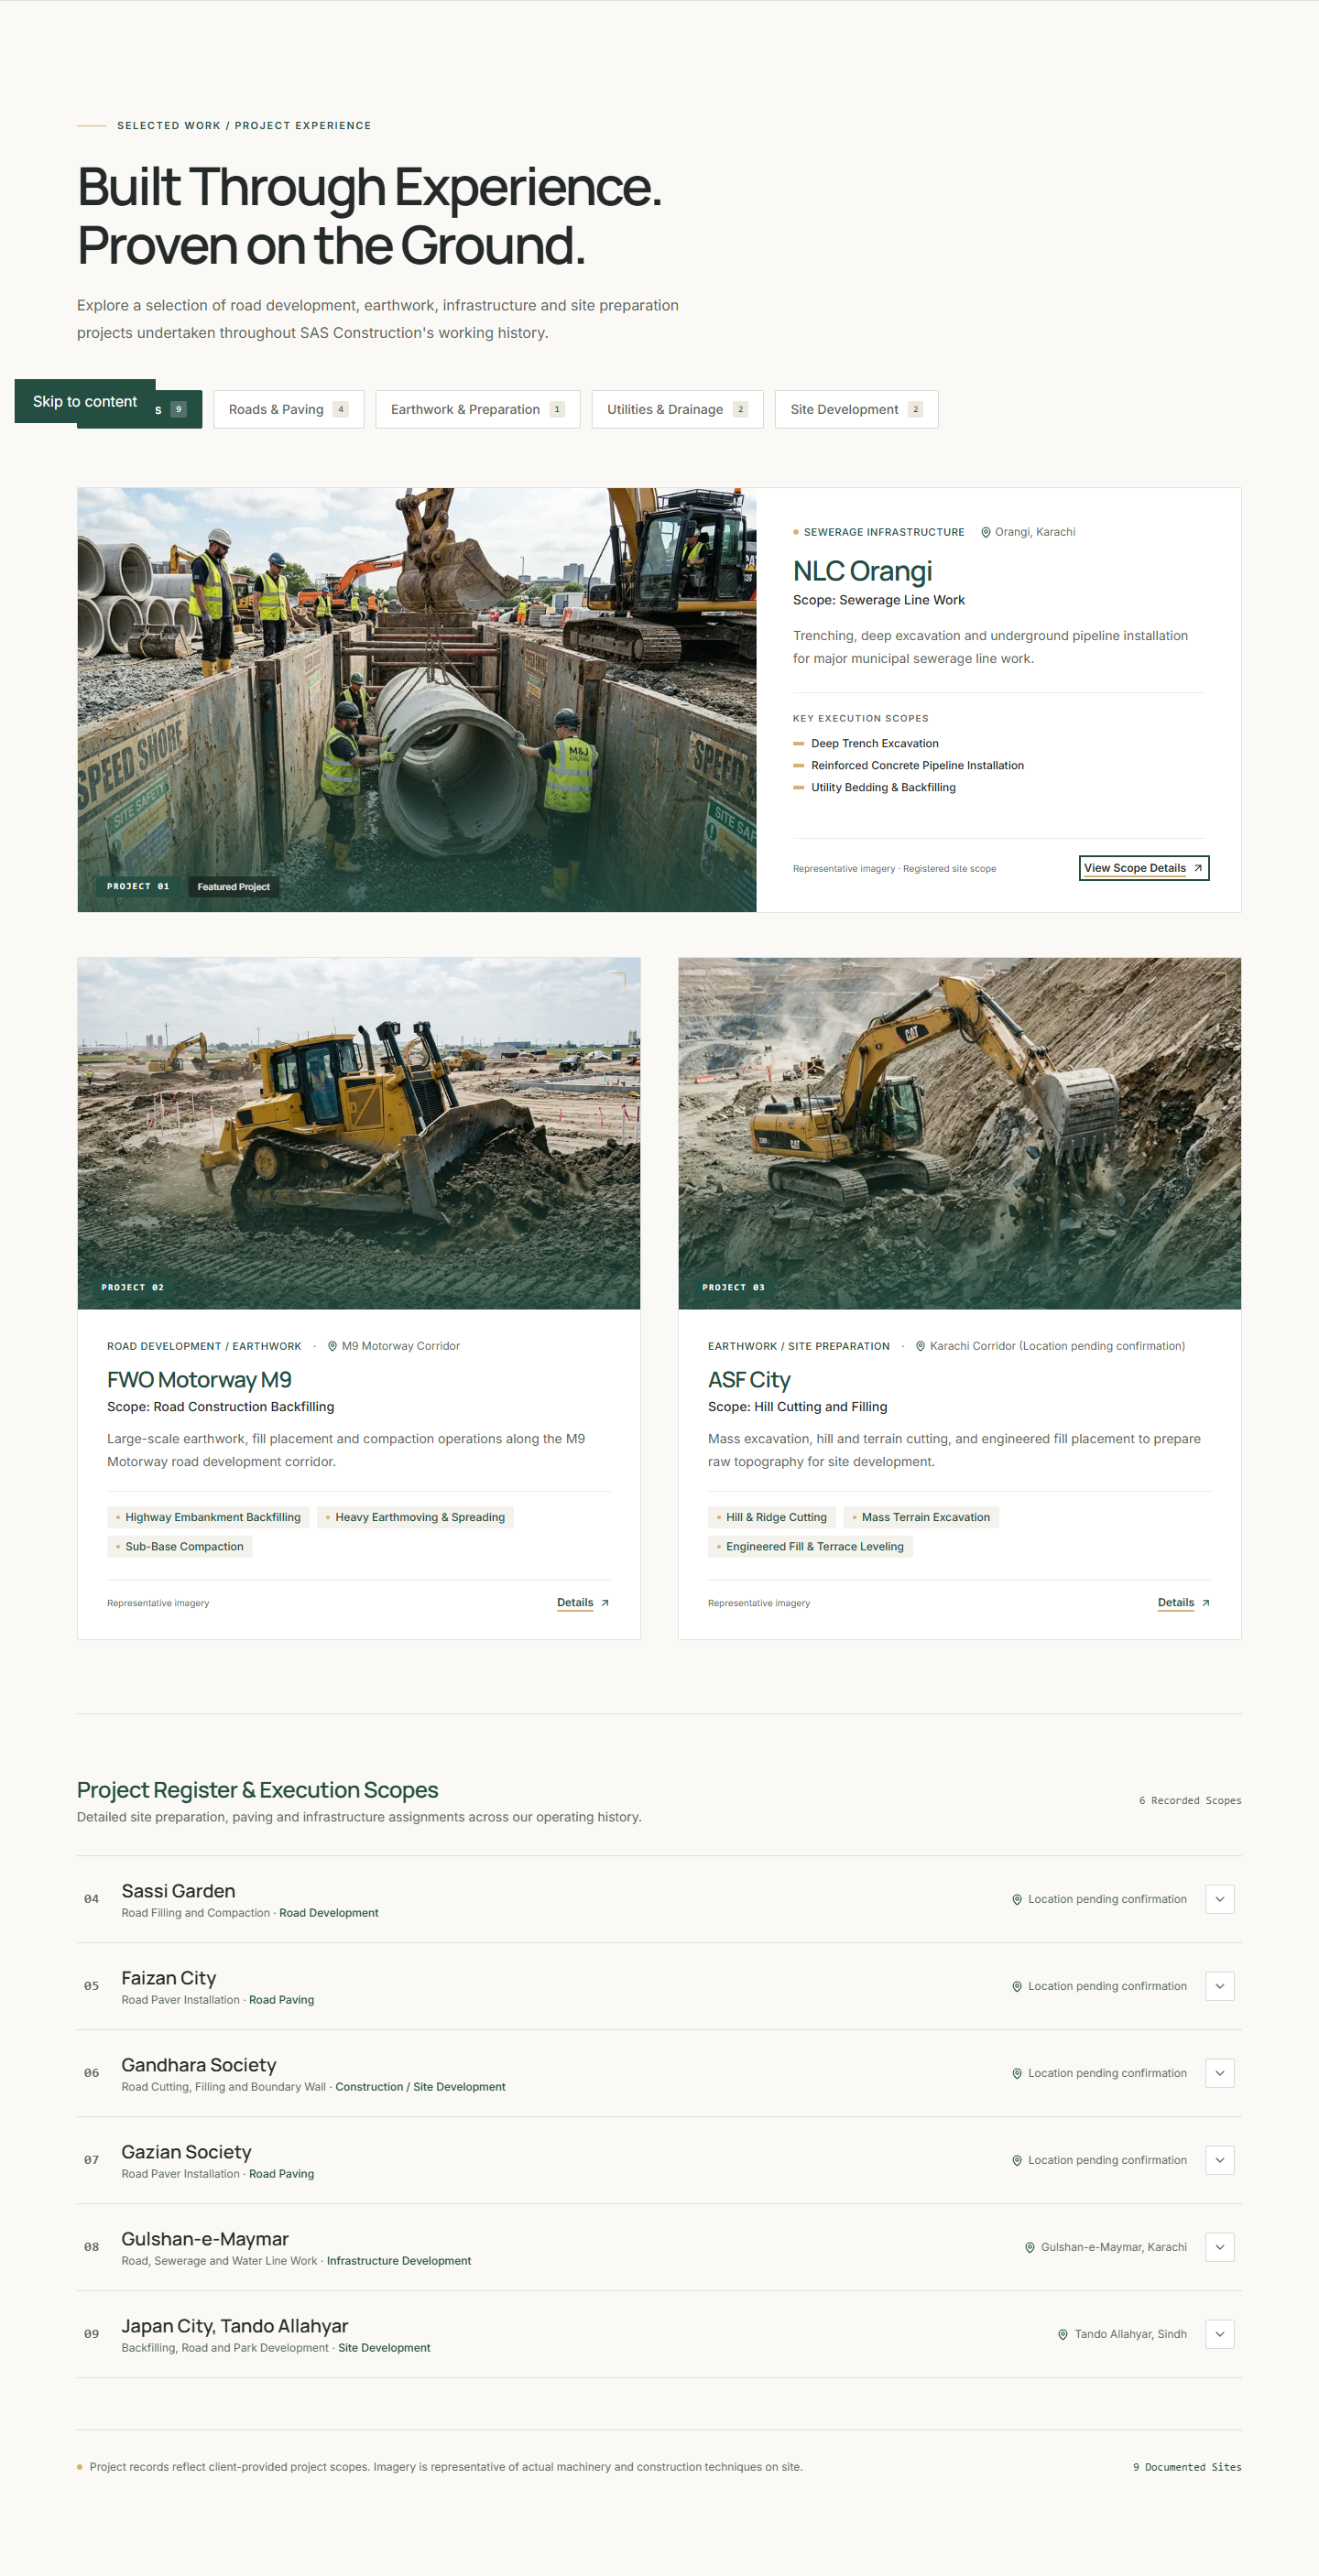 SELECTED WORK / PROJECT EXPERIENCE
Built Through Experience.
Proven on the Ground.
Explore a selection of road development, earthwork, infrastructure and site preparation
projects undertaken throughout SAS Construction's working history.
Skip to content
s 9
Roads & Paving 4
Earthwork & Preparation 1
Utilities & Drainage 2
Site Development 2
SPEED SHORE
SITE SAFETY
M&J
SPEED
SITE SAF
CAT
PROJECT 01
Featured Project
SEWERAGE INFRASTRUCTURE
Orangi, Karachi
NLC Orangi
Scope: Sewerage Line Work
Trenching, deep excavation and underground pipeline installation
for major municipal sewerage line work.
KEY EXECUTION SCOPES
Deep Trench Excavation
Reinforced Concrete Pipeline Installation
Utility Bedding & Backfilling
Representative imagery · Registered site scope
View Scope Details
PROJECT 02
ROAD DEVELOPMENT / EARTHWORK · M9 Motorway Corridor
FWO Motorway M9
Scope: Road Construction Backfilling
Large-scale earthwork, fill placement and compaction operations along the M9
Motorway road development corridor.
Highway Embankment Backfilling
Heavy Earthmoving & Spreading
Sub-Base Compaction
Representative imagery
Details
CAT
CAT
PROJECT 03
EARTHWORK / SITE PREPARATION · Karachi Corridor (Location pending confirmation)
ASF City
Scope: Hill Cutting and Filling
Mass excavation, hill and terrain cutting, and engineered fill placement to prepare
raw topography for site development.
Hill & Ridge Cutting
Mass Terrain Excavation
Engineered Fill & Terrace Leveling
Representative imagery
Details
Project Register & Execution Scopes
Detailed site preparation, paving and infrastructure assignments across our operating history.
6 Recorded Scopes
04
Sassi Garden
Road Filling and Compaction · Road Development
Location pending confirmation
05
Faizan City
Road Paver Installation · Road Paving
Location pending confirmation
06
Gandhara Society
Road Cutting, Filling and Boundary Wall · Construction / Site Development
Location pending confirmation
07
Gazian Society
Road Paver Installation · Road Paving
Location pending confirmation
08
Gulshan-e-Maymar
Road, Sewerage and Water Line Work · Infrastructure Development
Gulshan-e-Maymar, Karachi
09
Japan City, Tando Allahyar
Backfilling, Road and Park Development · Site Development
Tando Allahyar, Sindh
Project records reflect client-provided project scopes. Imagery is representative of actual machinery and construction techniques on site.
9 Documented Sites